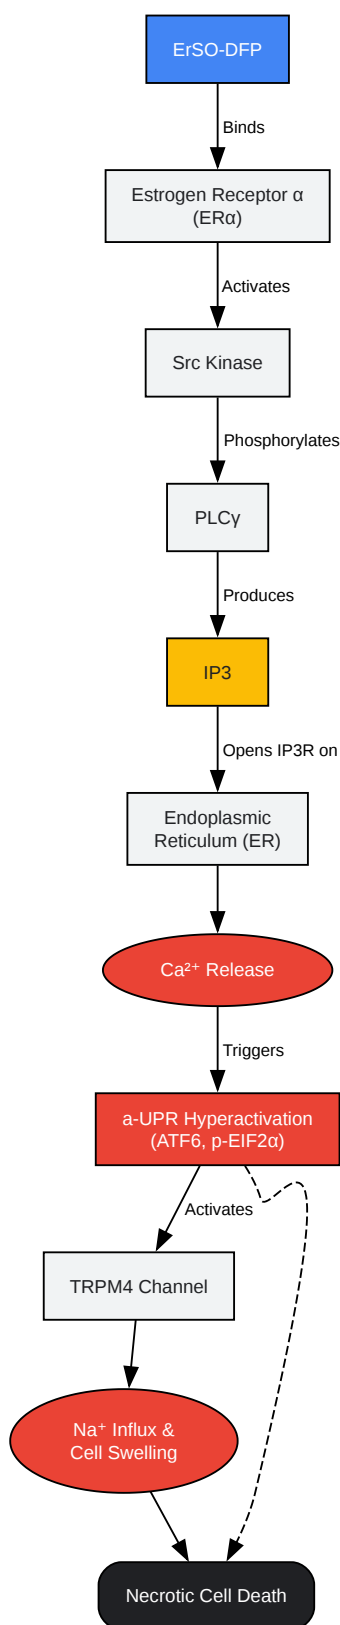 ErSO-DFP
Binds
Estrogen Receptor α
(ERα)
Activates
Src Kinase
Phosphorylates
PLCγ
Produces
IP3
Opens IP3R on
Endoplasmic
Reticulum (ER)
Ca²⁺ Release
Triggers
a-UPR Hyperactivation
(ATF6, p-EIF2α)
Activates
TRPM4 Channel
Na⁺ Influx &
Cell Swelling
Necrotic Cell Death